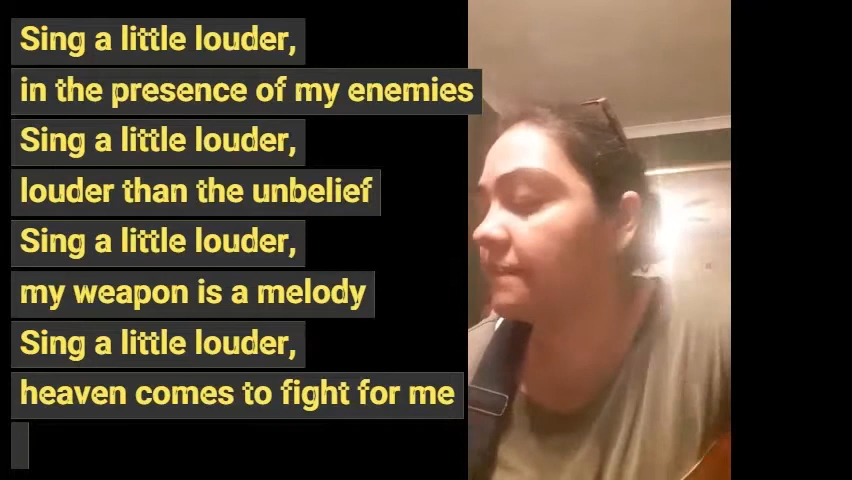 Sing a little louder,
in the presence of my enemies
Sing a little louder,
louder than the unbelief
Sing a little louder,
my weapon is a melody
Sing a little louder,
heaven comes to fight for me